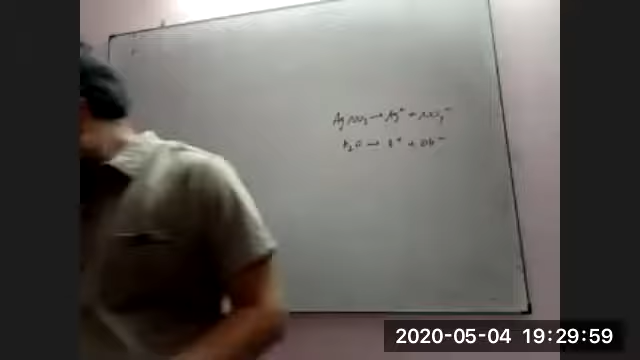 AgNO₃ → Ag⁺ + NO₃⁻
H₂O → H⁺ + OH⁻
2020-05-04 19:29:59